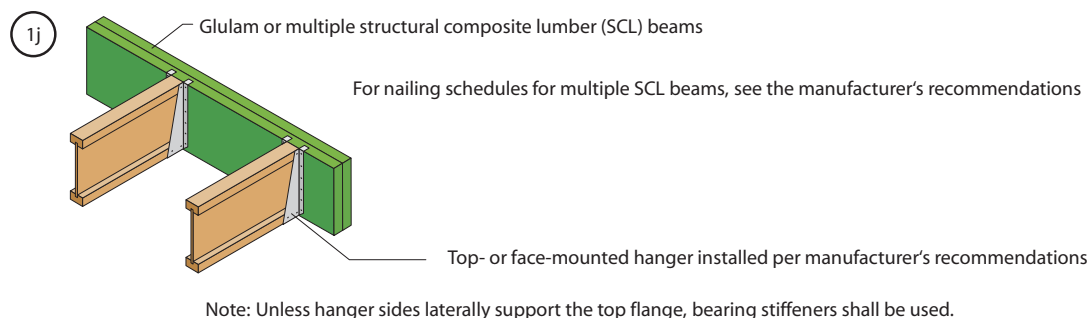 1j
Glulam or multiple structural composite lumber (SCL) beams
For nailing schedules for multiple SCL beams, see the manufacturer's recommendations
Top- or face-mounted hanger installed per manufacturer's recommendations
Note: Unless hanger sides laterally support the top flange, bearing stiffeners shall be used.